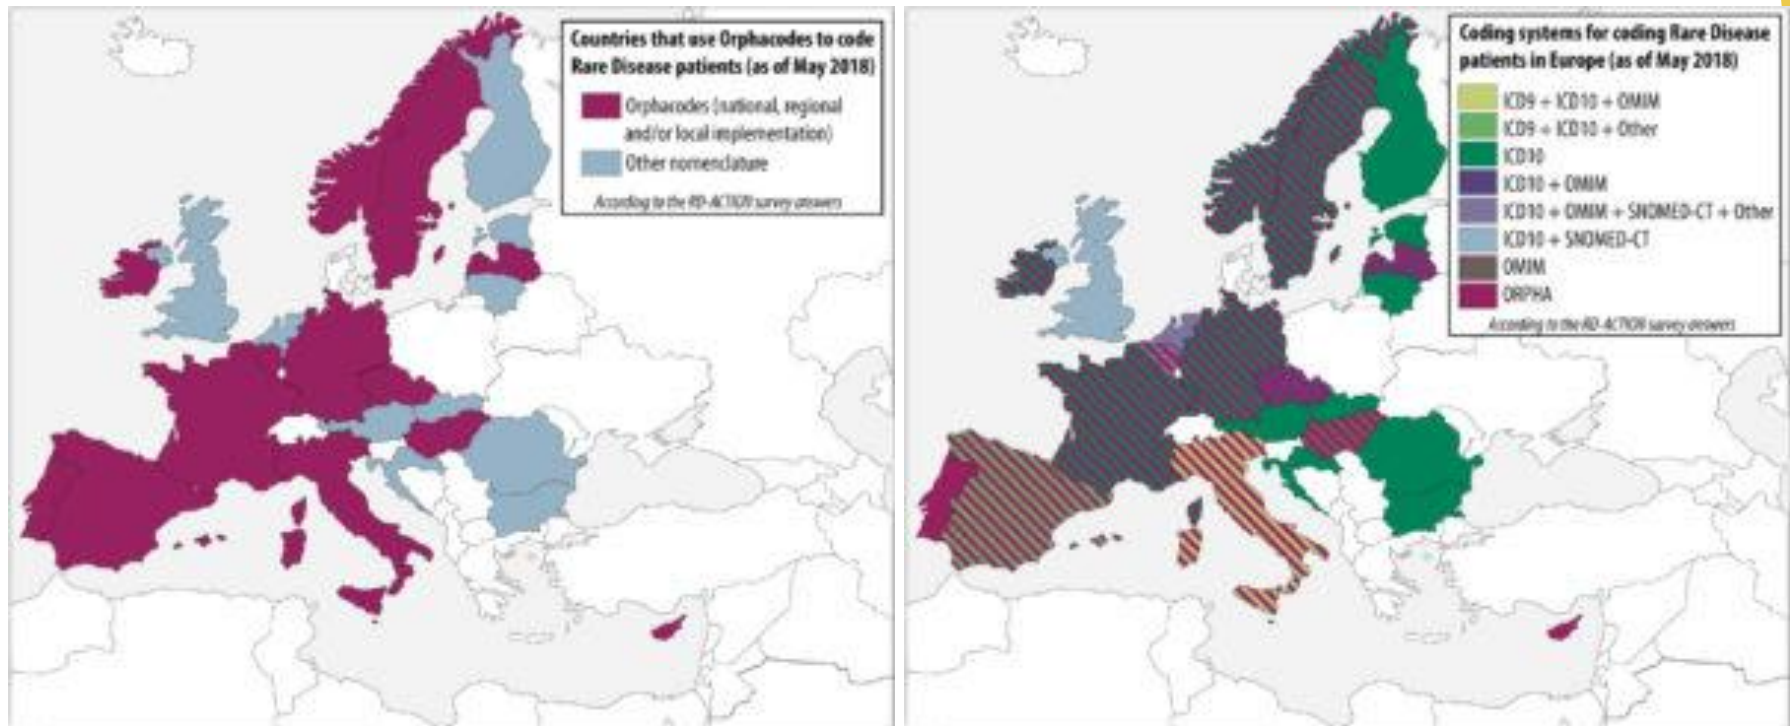 Countries that use Orphacodes to code
Rare Disease patients (as of May 2018)
Orphacodes (national, regional
and/or local implementation)
Other nomenclature
According to the RD-ACTION survey answers
Coding systems for coding Rare Disease
patients in Europe (as of May 2018)
ICD9 + ICD10 + OMIM
ICD9 + ICD10 + Other
ICD10
ICD10 + OMIM
ICD10 + OMIM + SNOMED-CT + Other
ICD10 + SNOMED-CT
OMIM
ORPHA
According to the RD-ACTION survey answers